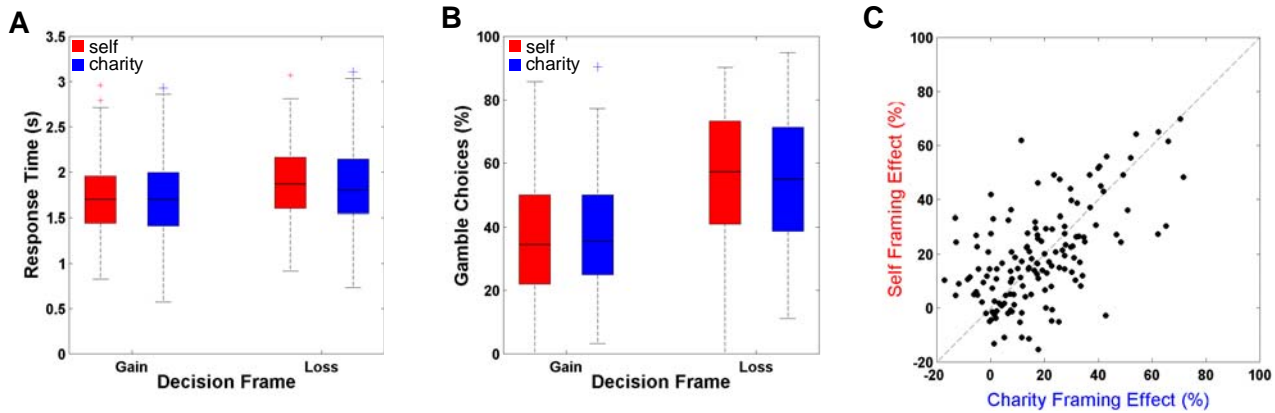 A
self
charity
Response Time (s)
3.5
3
2.5
2
1.5
1
0.5
0
Gain
Loss
Decision Frame
B
self
charity
Gamble Choices (%)
100
80
60
40
20
0
Gain
Loss
Decision Frame
C
Self Framing Effect (%)
100
80
60
40
20
0
-20
-20
0
20
40
60
80
100
Charity Framing Effect (%)